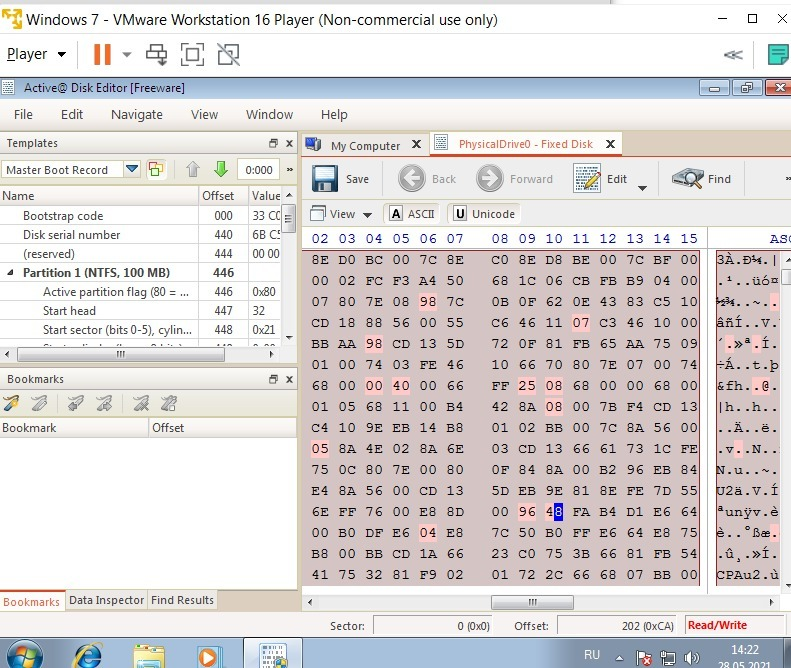 Windows 7 - VMware Workstation 16 Player (Non-commercial use only)
Player
Active@ Disk Editor [Freeware]
File Edit Navigate View Window Help
Templates
Master Boot Record 0:000 »
Name Offset Value
Bootstrap code 000 33 C0
Disk serial number 440 6B C5
(reserved) 444 00 00
Partition 1 (NTFS, 100 MB) 446
Active partition flag (80 = ... 446 0x80
Start head 447 32
Start sector (bits 0-5), cylin... 448 0x21
Bookmarks
Bookmark Offset
Bookmarks Data Inspector Find Results
My Computer PhysicalDrive0 - Fixed Disk
Save Back Forward Edit Find »
View A ASCII U Unicode
02 03 04 05 06 07 08 09 10 11 12 13 14 15 ASC
8E D0 BC 00 7C 8E C0 8E D8 BE 00 7C BF 00 3À.Ð¼.|
00 02 FC F3 A4 50 68 1C 06 CB FB B9 04 00 .¹..üó¤
07 80 7E 08 98 7C 0B 0F 62 0E 43 83 C5 10 ½¾..~..
CD 18 88 56 00 55 C6 46 11 07 C3 46 10 00 âñÍ..V.
BB AA 98 CD 13 5D 72 0F 81 FB 65 AA 75 09 ´.»ª.Í.
01 00 74 03 FE 46 10 66 70 80 7E 07 00 74 ÷Á..t.þ
68 00 00 40 00 66 FF 25 08 68 00 00 68 00 &fh..@.
01 05 68 11 00 B4 42 8A 08 00 7B F4 CD 13 |h..h..
C4 10 9E EB 14 B8 01 02 BB 00 7C 8A 56 00 ..Ä..ë.
05 8A 4E 02 8A 6E 03 CD 13 66 61 73 1C FE .v..N..
75 0C 80 7E 00 80 0F 84 8A 00 B2 96 EB 84 N.u..~.
E4 8A 56 00 CD 13 5D EB 9E 81 8E FE 7D 55 U2ä.V.Í
6E FF 76 00 E8 8D 00 96 48 FA B4 D1 E6 64 ªunÿv.è
00 B0 DF E6 04 E8 7C 50 B0 FF E6 64 E8 75 è..°ßæ.
B8 00 BB CD 1A 66 23 C0 75 3B 66 81 FB 54 .û¸.»Í.
41 75 32 81 F9 02 01 72 2C 66 68 07 BB 00 CPAu2.ù
Sector: 0 (0x0) Offset: 202 (0xCA) Read/Write
RU
14:22
28.05.2021